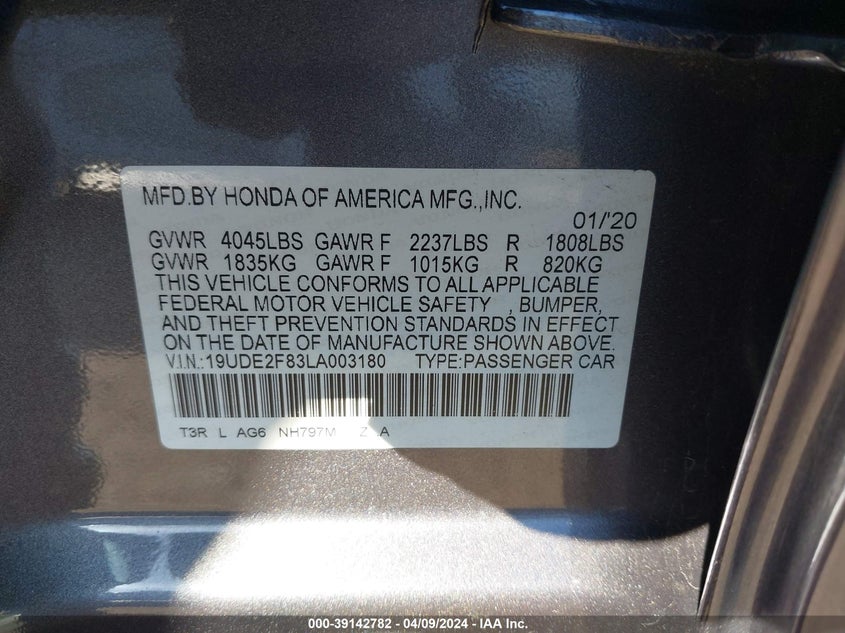 MFD.BY HONDA OF AMERICA MFG.,INC.
01/'20
GVWR 4045LBS GAWR F 2237LBS R 1808LBS
GVWR 1835KG GAWR F 1015KG R 820KG
THIS VEHICLE CONFORMS TO ALL APPLICABLE
FEDERAL MOTOR VEHICLE SAFETY , BUMPER,
AND THEFT PREVENTION STANDARDS IN EFFECT
ON THE DATE OF MANUFACTURE SHOWN ABOVE.
V.I.N.:19UDE2F83LA003180 TYPE:PASSENGER CAR
T3R L AG6 NH797M Z A
000-39142782 - 04/09/2024 - IAA Inc.